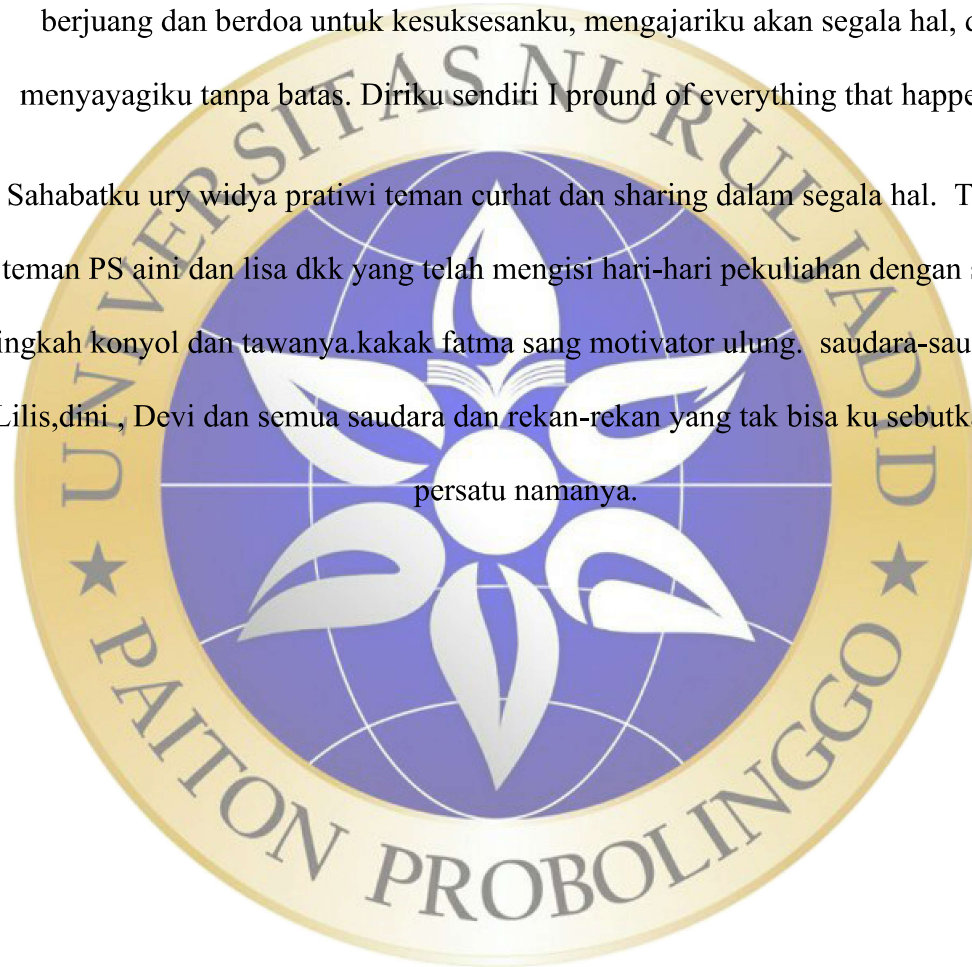 berjuang dan berdoa untuk kesuksesanku, mengajariku akan segala hal,
menyayagiku tanpa batas. Diriku sendiri I pround of everything that happe
Sahabatku ury widya pratiwi teman curhat dan sharing dalam segala hal. T
teman PS aini dan lisa dkk yang telah mengisi hari-hari pekuliahan dengan s
ingkah konyol dan tawanya.kakak fatma sang motivator ulung. saudara-sau
Lilis,dini , Devi dan semua saudara dan rekan-rekan yang tak bisa ku sebutka
persatu namanya.
UNIVERSITAS NURUL JADID
★ PAITON PROBOLINGGO ★